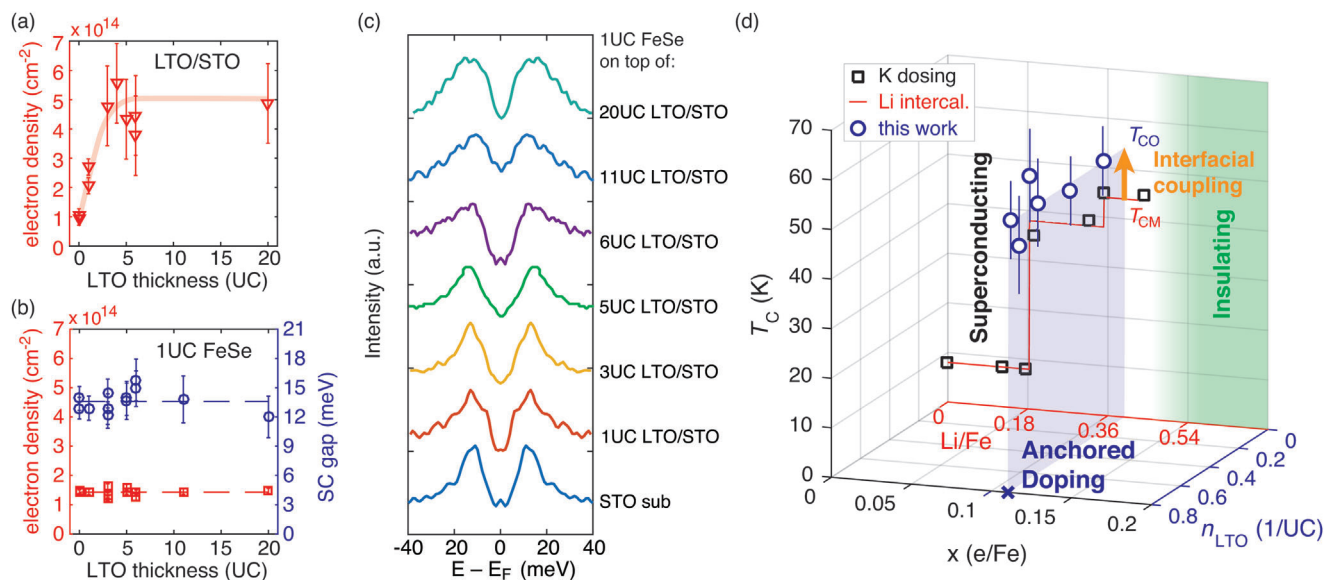 (a)
× 10^14
7
6
5
4
3
2
1
0
electron density (cm-2)
LTO/STO
0 5 10 15 20
LTO thickness (UC)
(b)
× 10^14
7
6
5
4
3
2
1
0
electron density (cm-2)
1UC FeSe
21
18
15
12
9
6
3
0
SC gap (meV)
0 5 10 15 20
LTO thickness (UC)
(c)
Intensity (a.u.)
1UC FeSe
on top of:
20UC LTO/STO
11UC LTO/STO
6UC LTO/STO
5UC LTO/STO
3UC LTO/STO
1UC LTO/STO
STO sub
-40 -20 0 20 40
E − EF (meV)
(d)
K dosing
Li intercal.
this work
70
60
50
40
30
20
10
0
TC (K)
Superconducting
TCO
Interfacial
coupling
TCM
Insulating
0 0.18 0.36 0.54
Li/Fe
Anchored
Doping
0
0.2
0.4
0.6
0.8
nLTO (1/UC)
0 0.05 0.1 0.15 0.2
x (e/Fe)